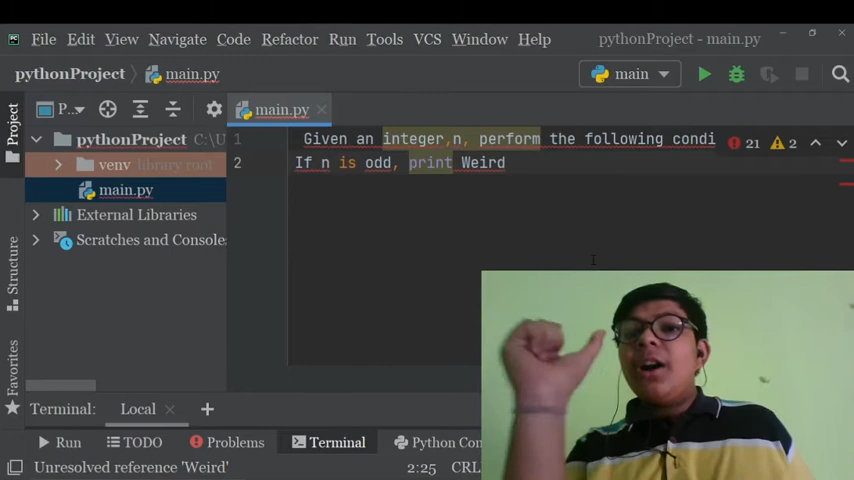 File Edit View Navigate Code Refactor Run Tools VCS Window Help pythonProject - main.py
pythonProject main.py main
P... main.py
Project
pythonProject C:\U
venv library root
main.py
External Libraries
Scratches and Console
1 Given an integer,n, perform the following condi 21 2
2 If n is odd, print Weird
Structure
Favorites
Terminal: Local
Run TODO Problems Terminal Python Con
Unresolved reference 'Weird' 2:25 CRL